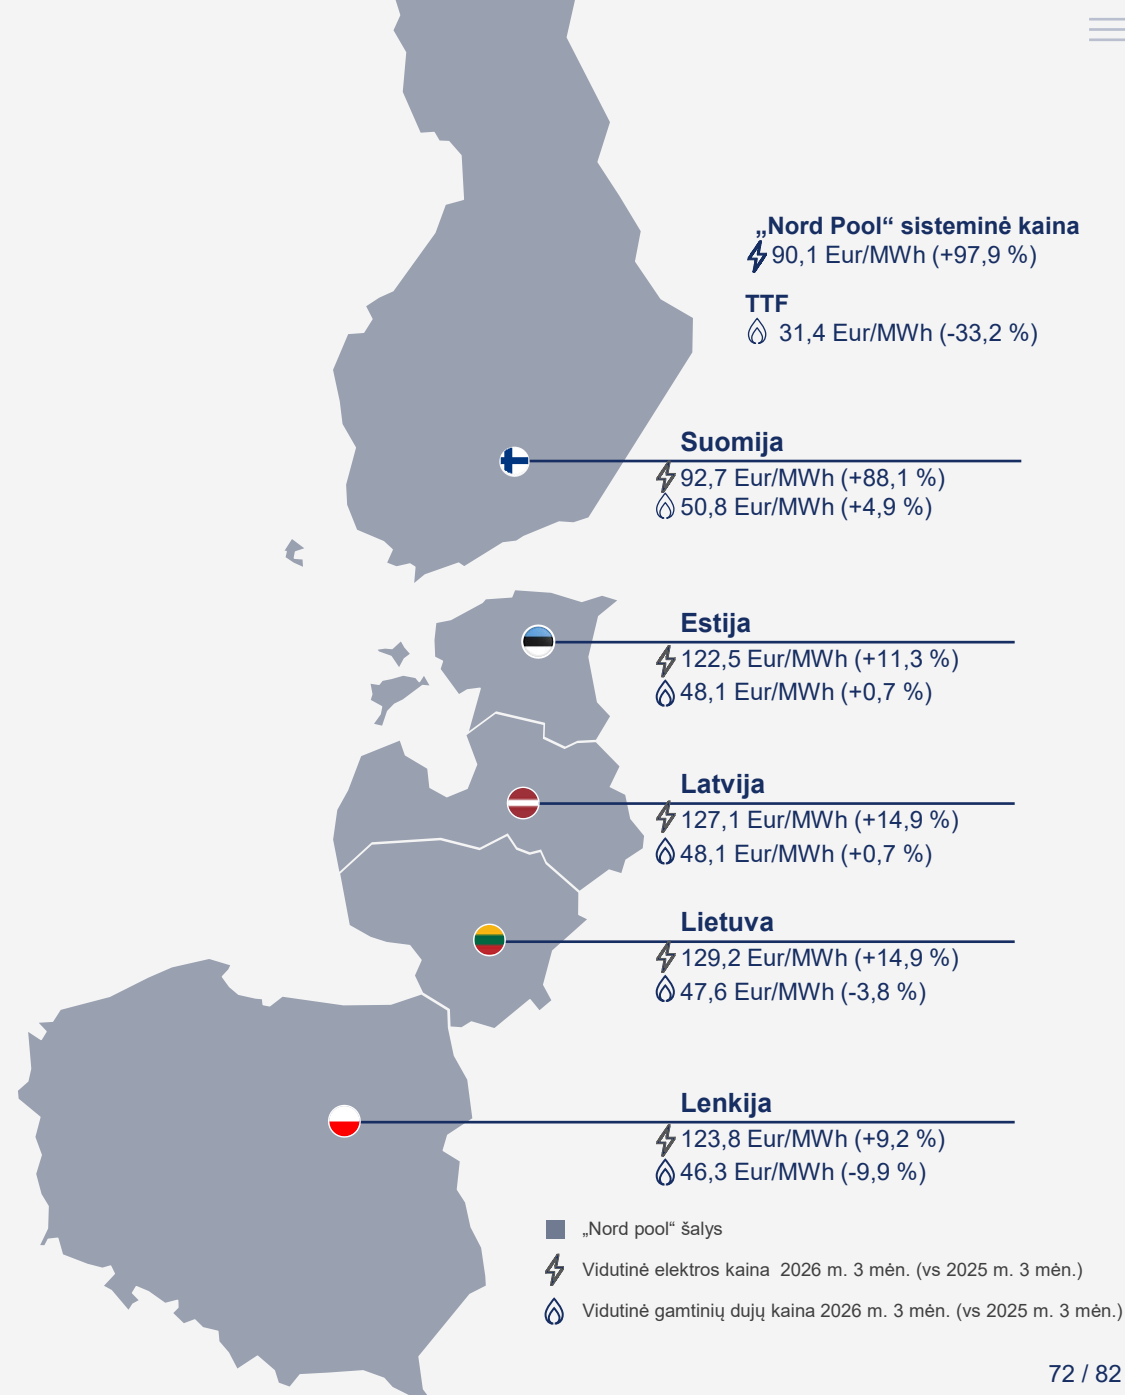 „Nord Pool“ sisteminė kaina
90,1 Eur/MWh (+97,9 %)
TTF
31,4 Eur/MWh (-33,2 %)
Suomija
92,7 Eur/MWh (+88,1 %)
50,8 Eur/MWh (+4,9 %)
Estija
122,5 Eur/MWh (+11,3 %)
48,1 Eur/MWh (+0,7 %)
Latvija
127,1 Eur/MWh (+14,9 %)
48,1 Eur/MWh (+0,7 %)
Lietuva
129,2 Eur/MWh (+14,9 %)
47,6 Eur/MWh (-3,8 %)
Lenkija
123,8 Eur/MWh (+9,2 %)
46,3 Eur/MWh (-9,9 %)
„Nord pool“ šalys
Vidutinė elektros kaina 2026 m. 3 mėn. (vs 2025 m. 3 mėn.)
Vidutinė gamtinių dujų kaina 2026 m. 3 mėn. (vs 2025 m. 3 mėn.)
72 / 82